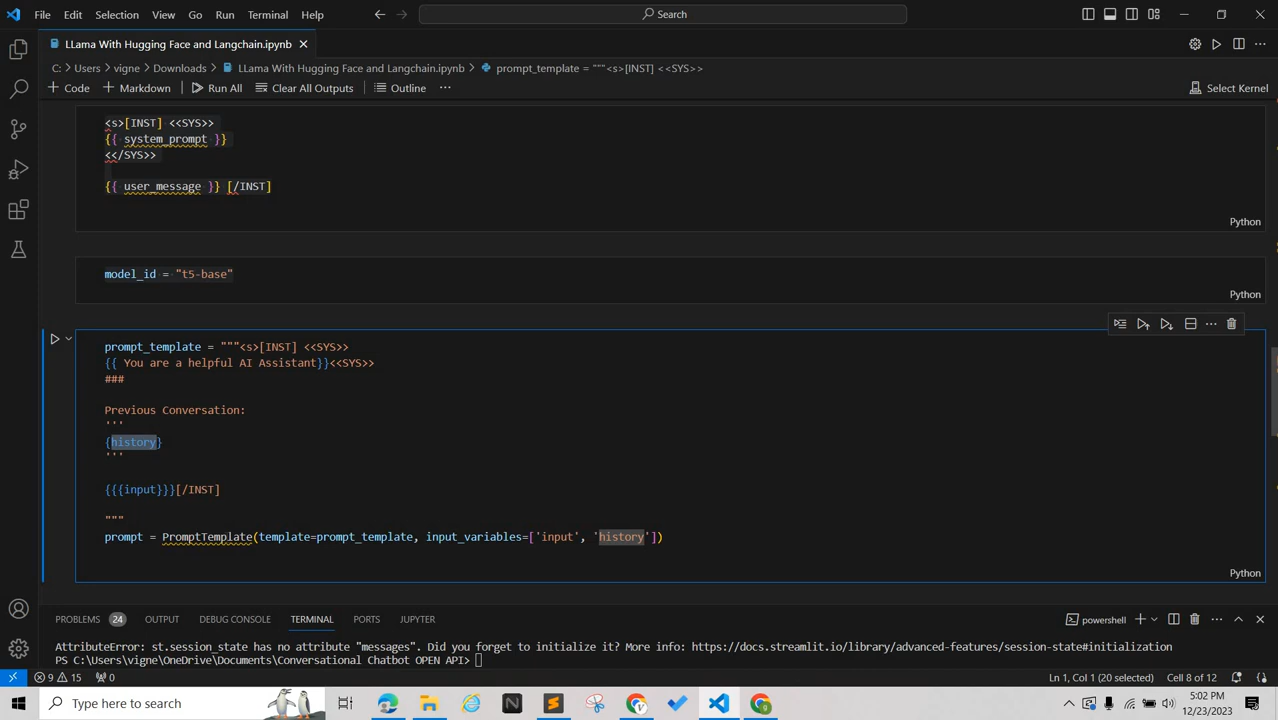 File Edit Selection View Go Run Terminal Help
Search
LLama With Hugging Face and Langchain.ipynb
C: > Users > vigne > Downloads > LLama With Hugging Face and Langchain.ipynb > prompt_template = """<s>[INST] <<SYS>>
+ Code + Markdown Run All Clear All Outputs Outline ...
Select Kernel
<s>[INST] <<SYS>>
{{ system_prompt }}
<</SYS>>
{{ user_message }} [/INST]
Python
model_id = "t5-base"
Python
prompt_template = """<s>[INST] <<SYS>>
{{ You are a helpful AI Assistant}}<<SYS>>
###
Previous Conversation:
'''
{history}
'''
{{{input}}}[/INST]
"""
prompt = PromptTemplate(template=prompt_template, input_variables=['input', 'history'])
Python
PROBLEMS 24 OUTPUT DEBUG CONSOLE TERMINAL PORTS JUPYTER
powershell
AttributeError: st.session_state has no attribute "messages". Did you forget to initialize it? More info: https://docs.streamlit.io/library/advanced-features/session-state#initialization
PS C:\Users\vigne\OneDrive\Documents\Conversational Chatbot OPEN API>
9 15 0
Ln 1, Col 1 (20 selected) Cell 8 of 12
Type here to search
5:02 PM
12/23/2023